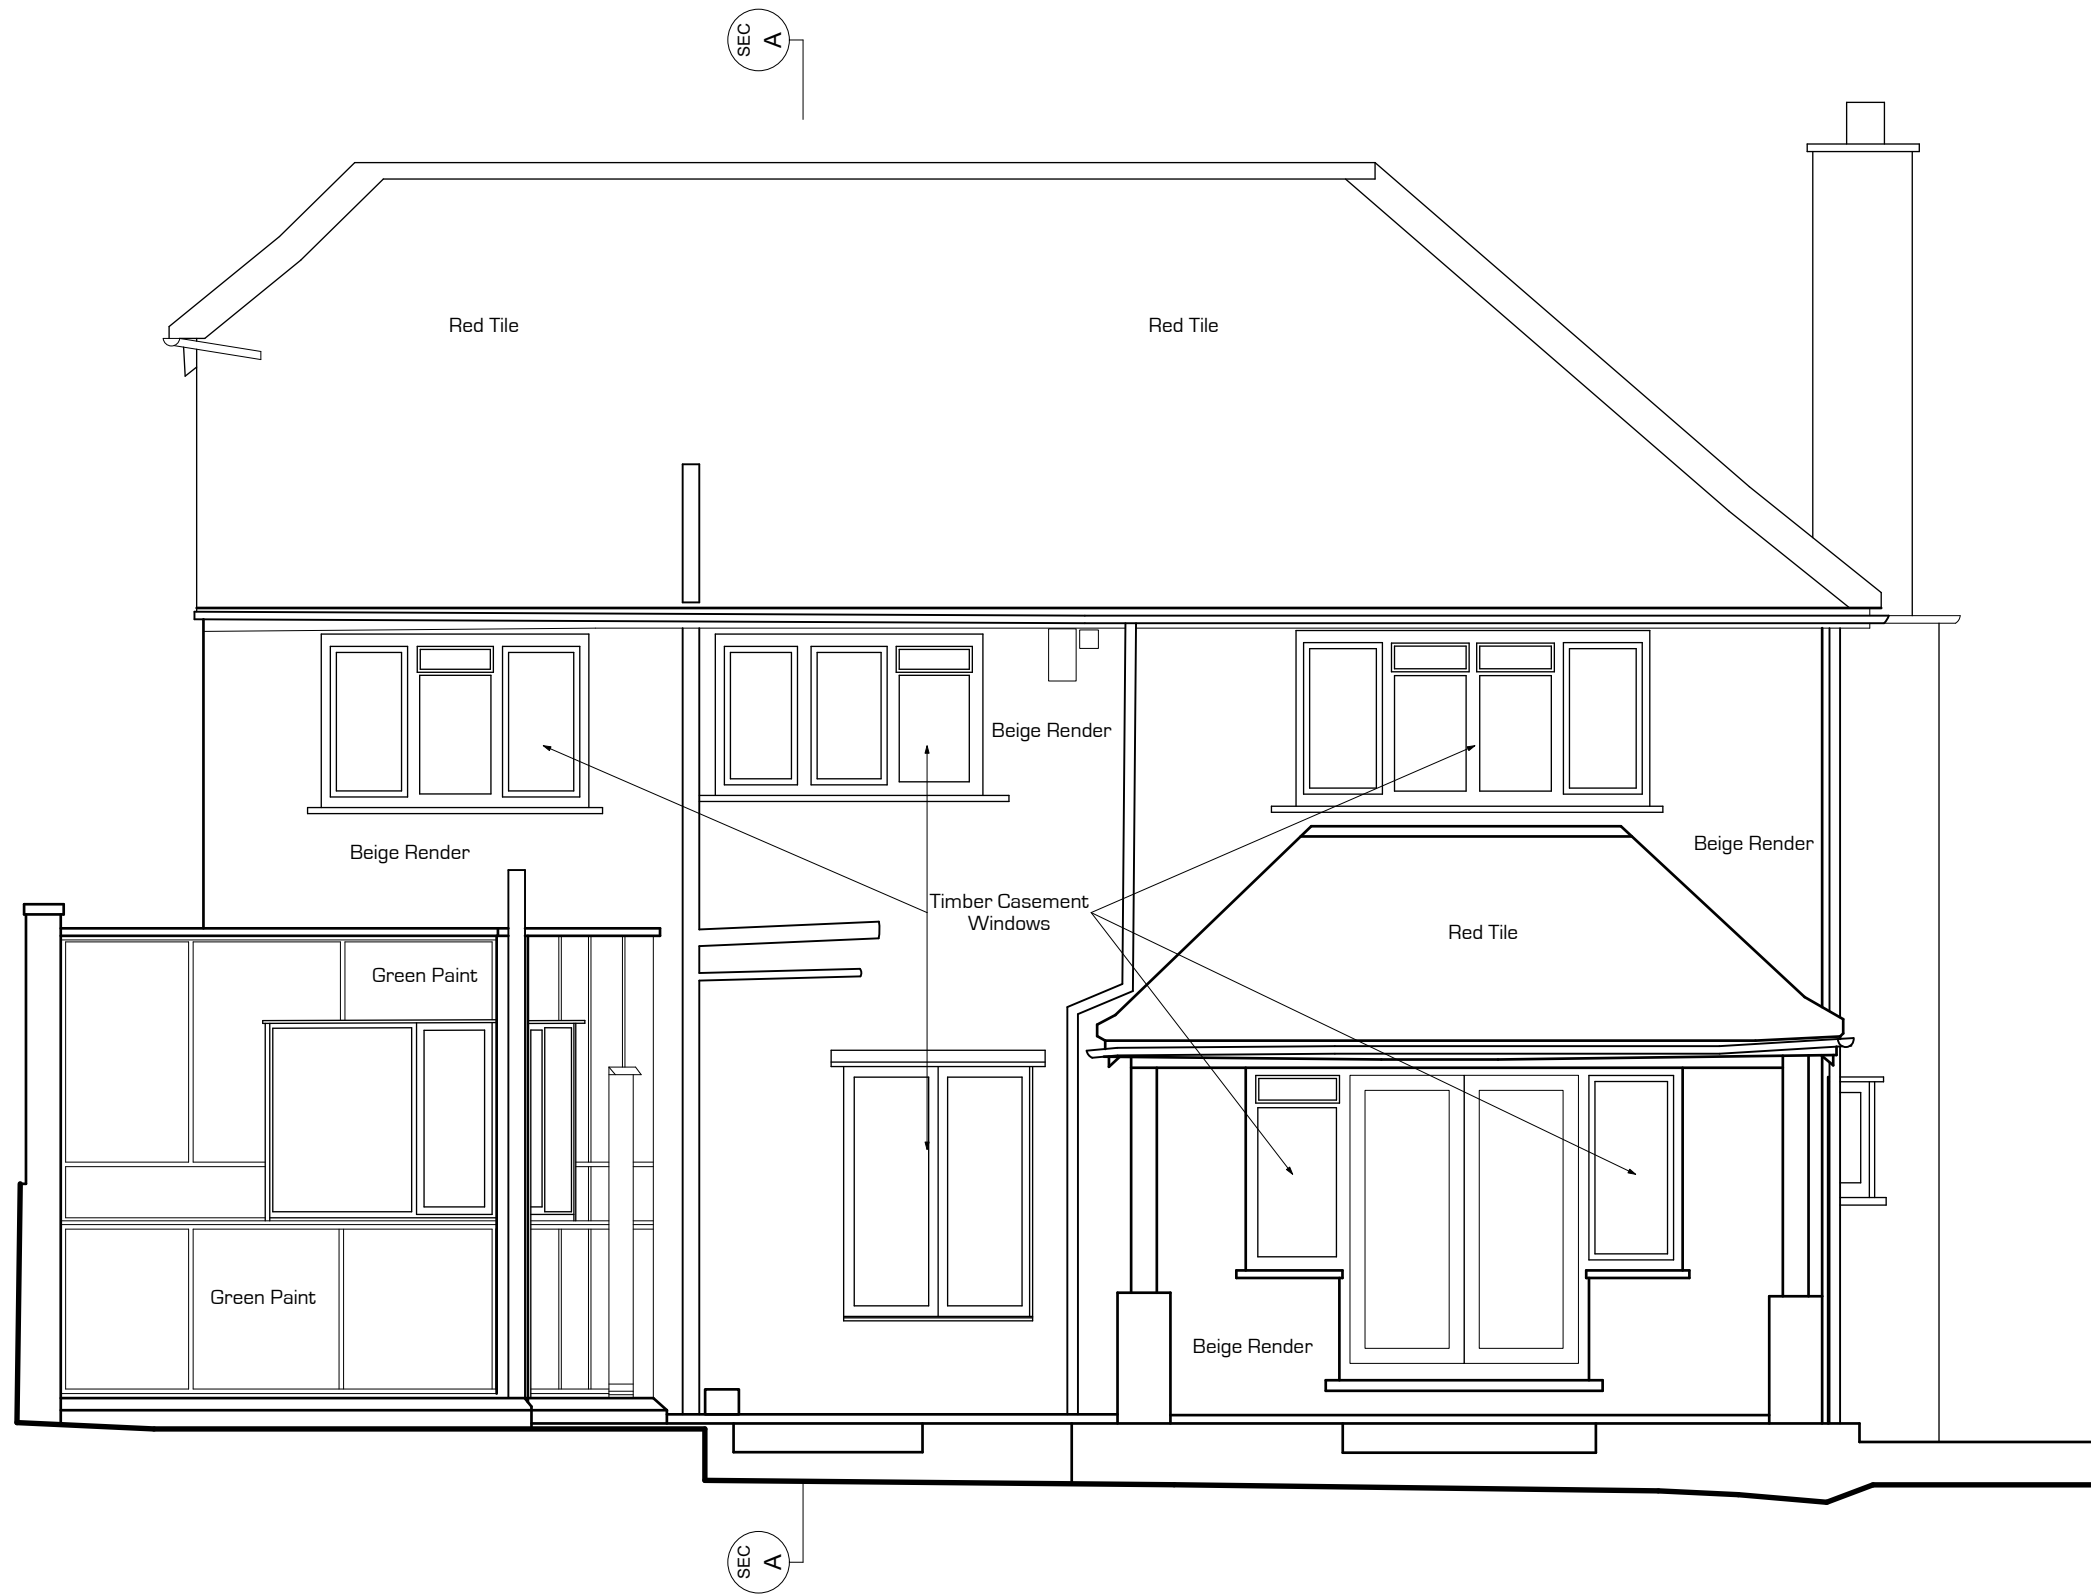 SEC
A
Red Tile
Red Tile
Beige Render
Beige Render
Beige Render
Timber Casement
Windows
Red Tile
Green Paint
Green Paint
Beige Render
SEC
A